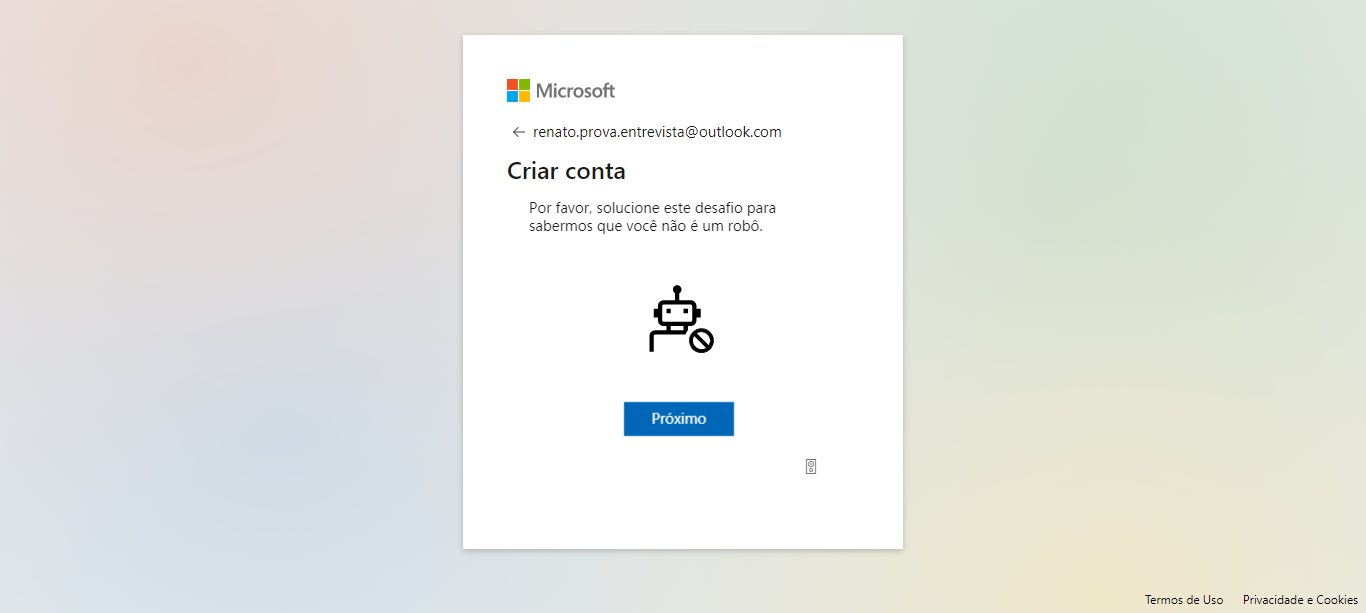 Microsoft
renato.prova.entrevista@outlook.com
Criar conta
Por favor, solucione este desafio para
sabermos que você não é um robô.
Próximo
Termos de Uso Privacidade e Cookies